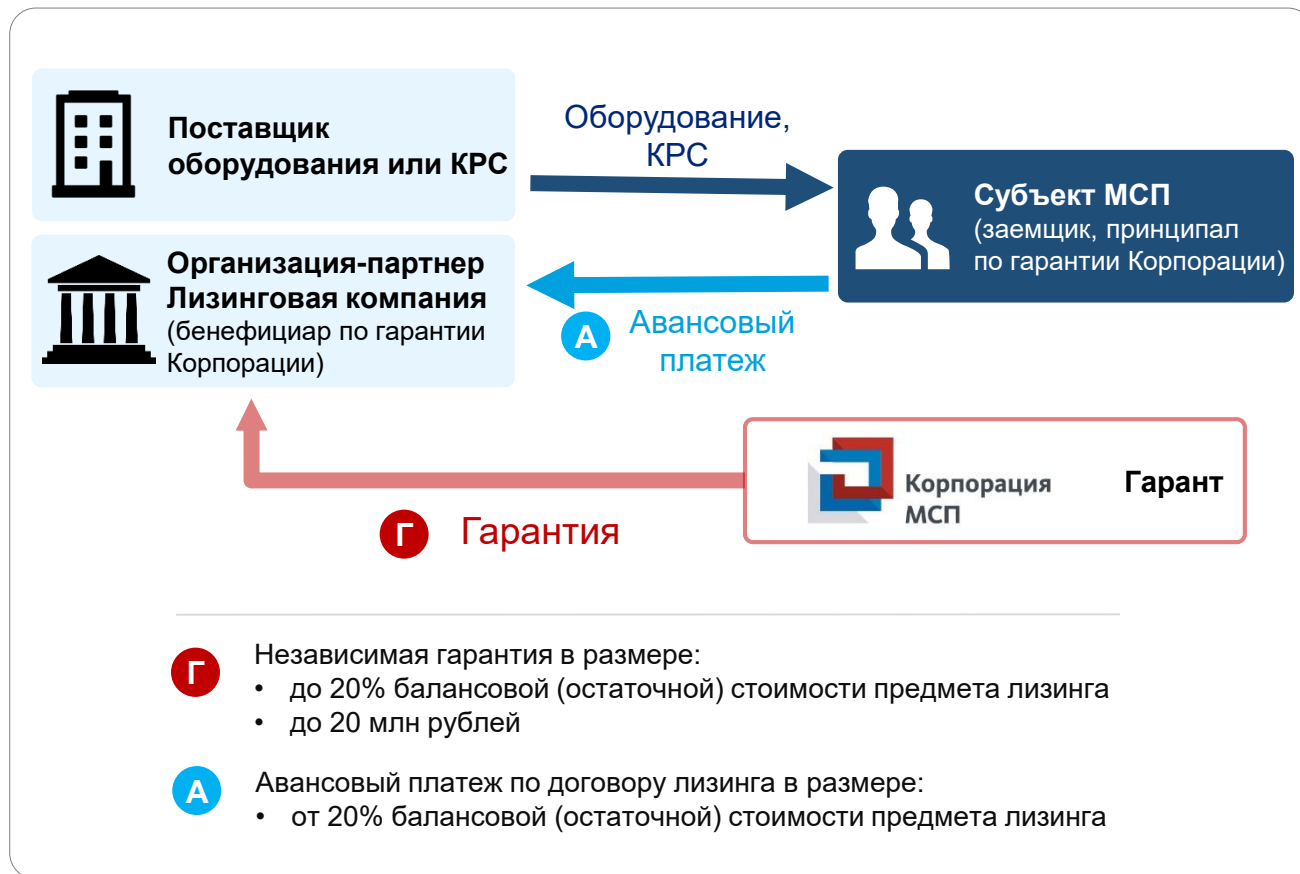 Поставщик
оборудования или КРС
Оборудование,
КРС
Субъект МСП
(заемщик, принципал
по гарантии Корпорации)
Организация-партнер
Лизинговая компания
(бенефициар по гарантии
Корпорации)
А
Авансовый
платеж
Корпорация
МСП
Гарант
Г
Гарантия
Г
Независимая гарантия в размере:
• до 20% балансовой (остаточной) стоимости предмета лизинга
• до 20 млн рублей
А
Авансовый платеж по договору лизинга в размере:
• от 20% балансовой (остаточной) стоимости предмета лизинга